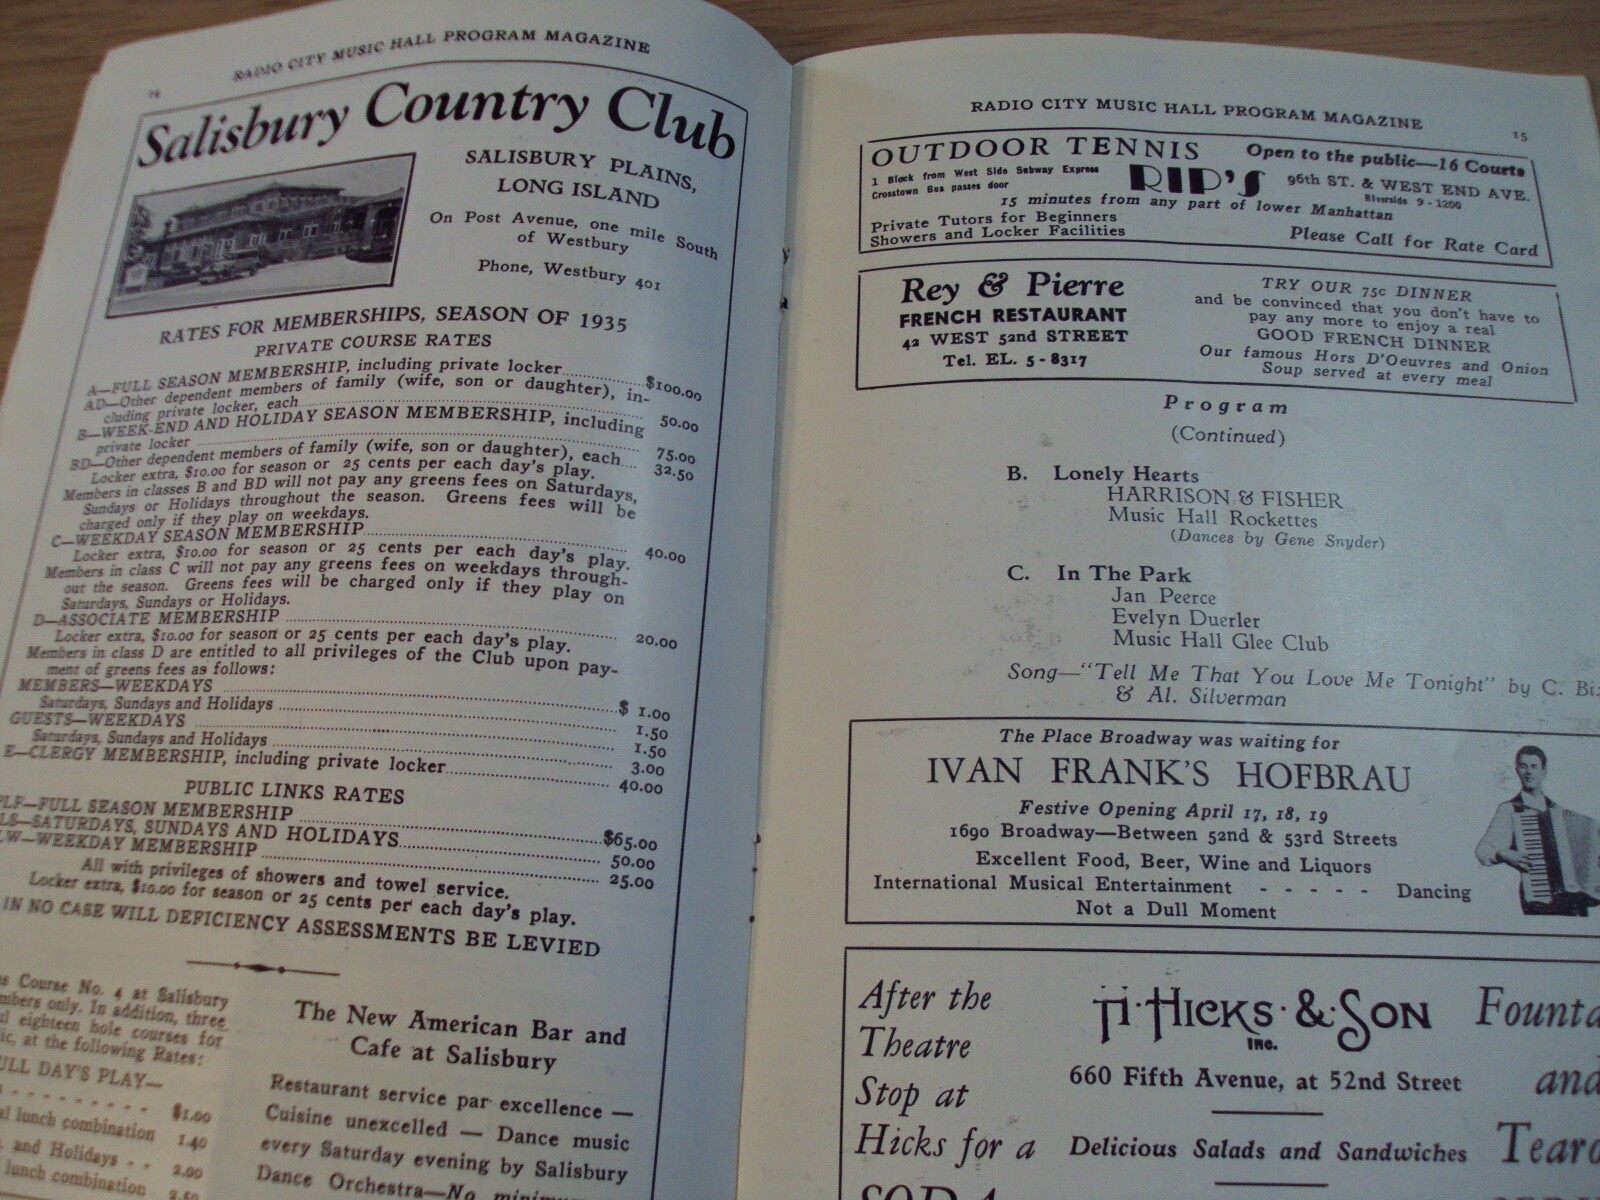 14
RADIO CITY MUSIC HALL PROGRAM MAGAZINE
Salisbury Country Club
SALISBURY PLAINS,
LONG ISLAND
On Post Avenue, one mile South
of Westbury
Phone, Westbury 401
RATES FOR MEMBERSHIPS, SEASON OF 1935
PRIVATE COURSE RATES
A—FULL SEASON MEMBERSHIP, including private locker..........$100.00
AD—Other dependent members of family (wife, son or daughter), in-
cluding private locker, each.......... 50.00
B—WEEK-END AND HOLIDAY SEASON MEMBERSHIP, including
private locker .......... 75.00
BD—Other dependent members of family (wife, son or daughter), each.... 32.50
Locker extra, $10.00 for season or 25 cents per each day's play.
Members in classes B and BD will not pay any greens fees on Saturdays,
Sundays or Holidays throughout the season. Greens fees will be
charged only if they play on weekdays.
C—WEEKDAY SEASON MEMBERSHIP.......... 40.00
Locker extra, $10.00 for season or 25 cents per each day's play.
Members in class C will not pay any greens fees on weekdays through-
out the season. Greens fees will be charged only if they play on
Saturdays, Sundays or Holidays.
D—ASSOCIATE MEMBERSHIP .......... 20.00
Locker extra, $10.00 for season or 25 cents per each day's play.
Members in class D are entitled to all privileges of the Club upon pay-
ment of greens fees as follows:
MEMBERS—WEEKDAYS ..........$ 1.00
Saturdays, Sundays and Holidays .......... 1.50
GUESTS—WEEKDAYS .......... 1.50
Saturdays, Sundays and Holidays .......... 3.00
E—CLERGY MEMBERSHIP, including private locker.......... 40.00
PUBLIC LINKS RATES
PLF—FULL SEASON MEMBERSHIP ..........$65.00
LS—SATURDAYS, SUNDAYS AND HOLIDAYS.......... 50.00
LW—WEEKDAY MEMBERSHIP .......... 25.00
All with privileges of showers and towel service.
Locker extra, $10.00 for season or 25 cents per each day's play.
IN NO CASE WILL DEFICIENCY ASSESSMENTS BE LEVIED
Course No. 4 at Salisbury
only. In addition, three
eighteen hole courses for
at the following Rates:
DAY'S PLAY—
- - - - - - - - - $1.00
lunch combination 1.40
and Holidays - - 2.00
lunch combination 2.50
The New American Bar and
Cafe at Salisbury
Restaurant service par excellence —
Cuisine unexcelled — Dance music
every Saturday evening by Salisbury
Dance Orchestra—No
RADIO CITY MUSIC HALL PROGRAM MAGAZINE
15
OUTDOOR TENNIS Open to the public—16 Courts
1 Block from West Side Subway Express
Crosstown Bus passes door
RIP'S
96th ST. & WEST END AVE.
Riverside 9-1200
15 minutes from any part of lower Manhattan
Private Tutors for Beginners
Showers and Locker Facilities
Please Call for Rate Card
Rey & Pierre
FRENCH RESTAURANT
42 WEST 52nd STREET
Tel. EL. 5-8317
TRY OUR 75c DINNER
and be convinced that you don't have to
pay any more to enjoy a real
GOOD FRENCH DINNER
Our famous Hors D'Oeuvres and Onion
Soup served at every meal
Program
(Continued)
B. Lonely Hearts
HARRISON & FISHER
Music Hall Rockettes
(Dances by Gene Snyder)
C. In The Park
Jan Peerce
Evelyn Duerler
Music Hall Glee Club
Song—"Tell Me That You Love Me Tonight" by C.
& Al. Silverman
The Place Broadway was waiting for
IVAN FRANK'S HOFBRAU
Festive Opening April 17, 18, 19
1690 Broadway—Between 52nd & 53rd Streets
Excellent Food, Beer, Wine and Liquors
International Musical Entertainment - - - - - Dancing
Not a Dull Moment
After the
Theatre
Stop at
Hicks for a
H·HICKS·&·SON
Inc.
660 Fifth Avenue, at 52nd Street
Delicious Salads and Sandwiches
and